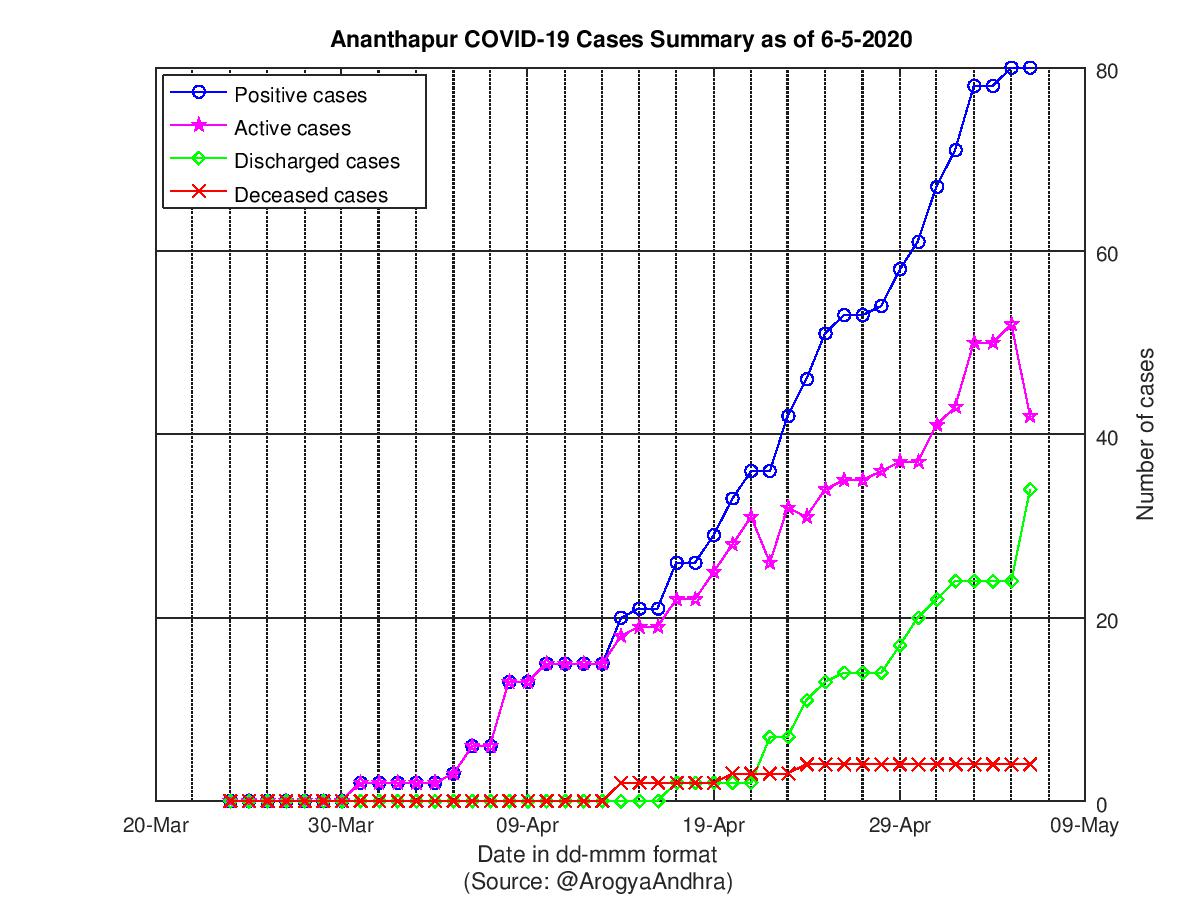 Ananthapur COVID-19 Cases Summary as of 6-5-2020
Positive cases
Active cases
Discharged cases
Deceased cases
80
60
40
20
0
Number of cases
20-Mar 30-Mar 09-Apr 19-Apr 29-Apr 09-May
Date in dd-mmm format
(Source: @ArogyaAndhra)